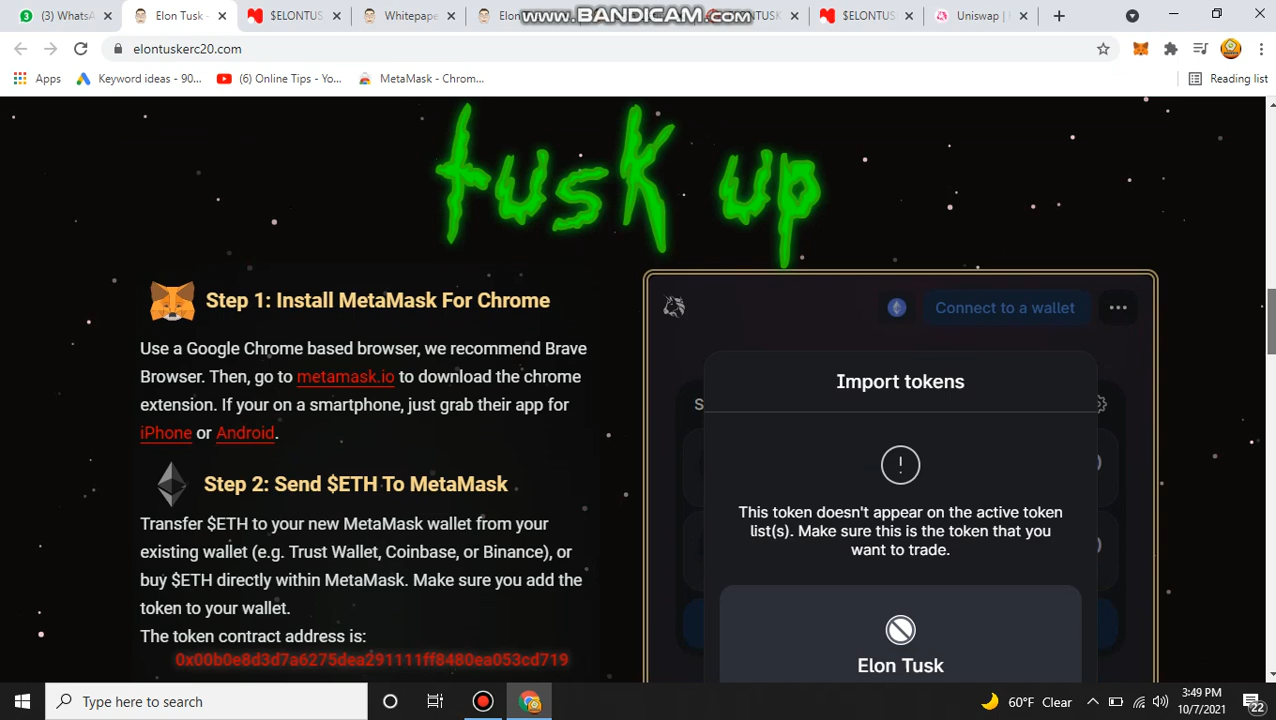 (3) WhatsA
Elon Tusk -
$ELONTUS
Whitepape
Elon
www.BANDICAM.com
TUSK
$ELONTUS
Uniswap | A
elontuskerc20.com
Apps
Keyword ideas - 90...
(6) Online Tips - Yo...
MetaMask - Chrom...
Reading list
tusk up
Step 1: Install MetaMask For Chrome
Use a Google Chrome based browser, we recommend Brave
Browser. Then, go to metamask.io to download the chrome
extension. If your on a smartphone, just grab their app for
iPhone or Android.
Step 2: Send $ETH To MetaMask
Transfer $ETH to your new MetaMask wallet from your
existing wallet (e.g. Trust Wallet, Coinbase, or Binance), or
buy $ETH directly within MetaMask. Make sure you add the
token to your wallet.
The token contract address is:
0x00b0e8d3d7a6275dea291111ff8480ea053cd719
Connect to a wallet
Import tokens
S
This token doesn't appear on the active token
list(s). Make sure this is the token that you
want to trade.
Elon Tusk
Type here to search
60°F Clear
3:49 PM
10/7/2021
22